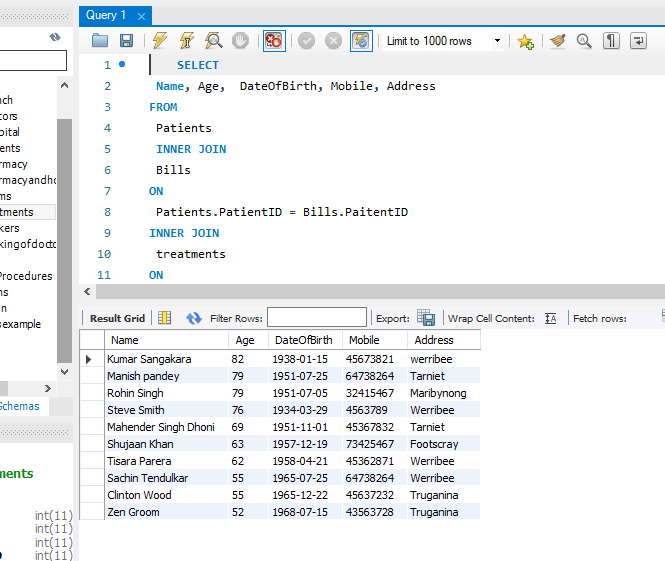 Query 1
Limit to 1000 rows
1 SELECT
2 Name, Age, DateOfBirth, Mobile, Address
3 FROM
4 Patients
5 INNER JOIN
6 Bills
7 ON
8 Patients.PatientID = Bills.PaitentID
9 INNER JOIN
10 treatments
11 ON
nch
tors
pital
ents
rmacy
rmacyandho
ms
tments
kers
kingofdocto
Procedures
ns
n
sexample
Schemas
ments
int(11)
int(11)
int(11)
int(11)
Result Grid Filter Rows: Export: Wrap Cell Content: Fetch rows:
Name Age DateOfBirth Mobile Address
Kumar Sangakara 82 1938-01-15 45673821 werribee
Manish pandey 79 1951-07-25 64738264 Tarniet
Rohin Singh 79 1951-07-05 32415467 Maribynong
Steve Smith 76 1934-03-29 4563789 Werribee
Mahender Singh Dhoni 69 1951-11-01 45367832 Tarniet
Shujaan Khan 63 1957-12-19 73425467 Footscray
Tisara Parera 62 1958-04-21 45362871 Werribee
Sachin Tendulkar 55 1965-07-25 64738264 Werribee
Clinton Wood 55 1965-12-22 45637232 Truganina
Zen Groom 52 1968-07-15 43563728 Truganina